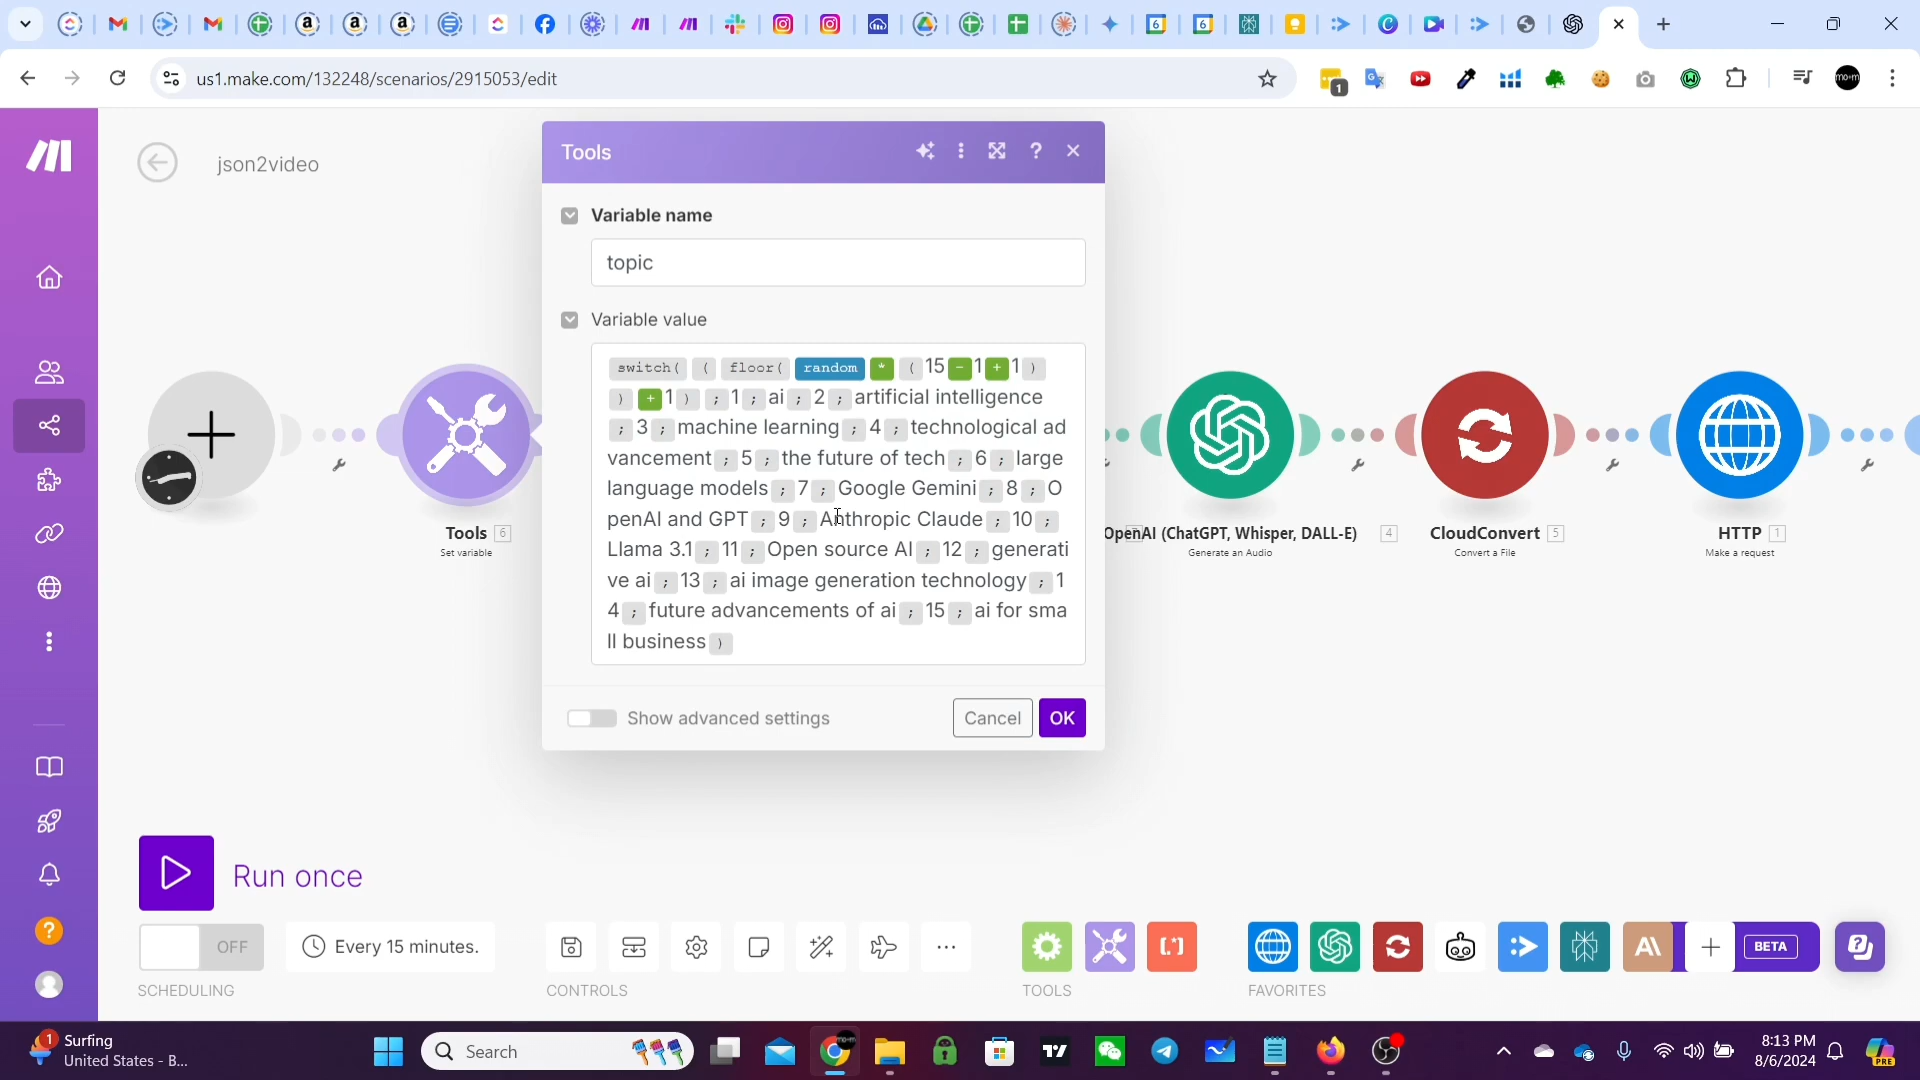 us1.make.com/132248/scenarios/2915053/edit
1
mo+m
json2video
Tools
?
Variable name
topic
Variable value
switch( ( floor( random * ( 15 - 1 + 1 )
) + 1 ) ; 1 ; ai ; 2 ; artificial intelligence
; 3 ; machine learning ; 4 ; technological ad
vancement ; 5 ; the future of tech ; 6 ; large
language models ; 7 ; Google Gemini ; 8 ; O
penAI and GPT ; 9 ; Anthropic Claude ; 10 ;
Llama 3.1 ; 11 ; Open source AI ; 12 ; generati
ve ai ; 13 ; ai image generation technology ; 1
4 ; future advancements of ai ; 15 ; ai for sma
ll business )
Show advanced settings
Cancel
OK
Tools 6
Set variable
OpenAI (ChatGPT, Whisper, DALL-E) 4
Generate an Audio
CloudConvert 5
Convert a File
HTTP 1
Make a request
Run once
OFF
Every 15 minutes.
BETA
SCHEDULING
CONTROLS
TOOLS
FAVORITES
1
Surfing
United States - B...
Search
mo+m
8:13 PM
8/6/2024
PRE